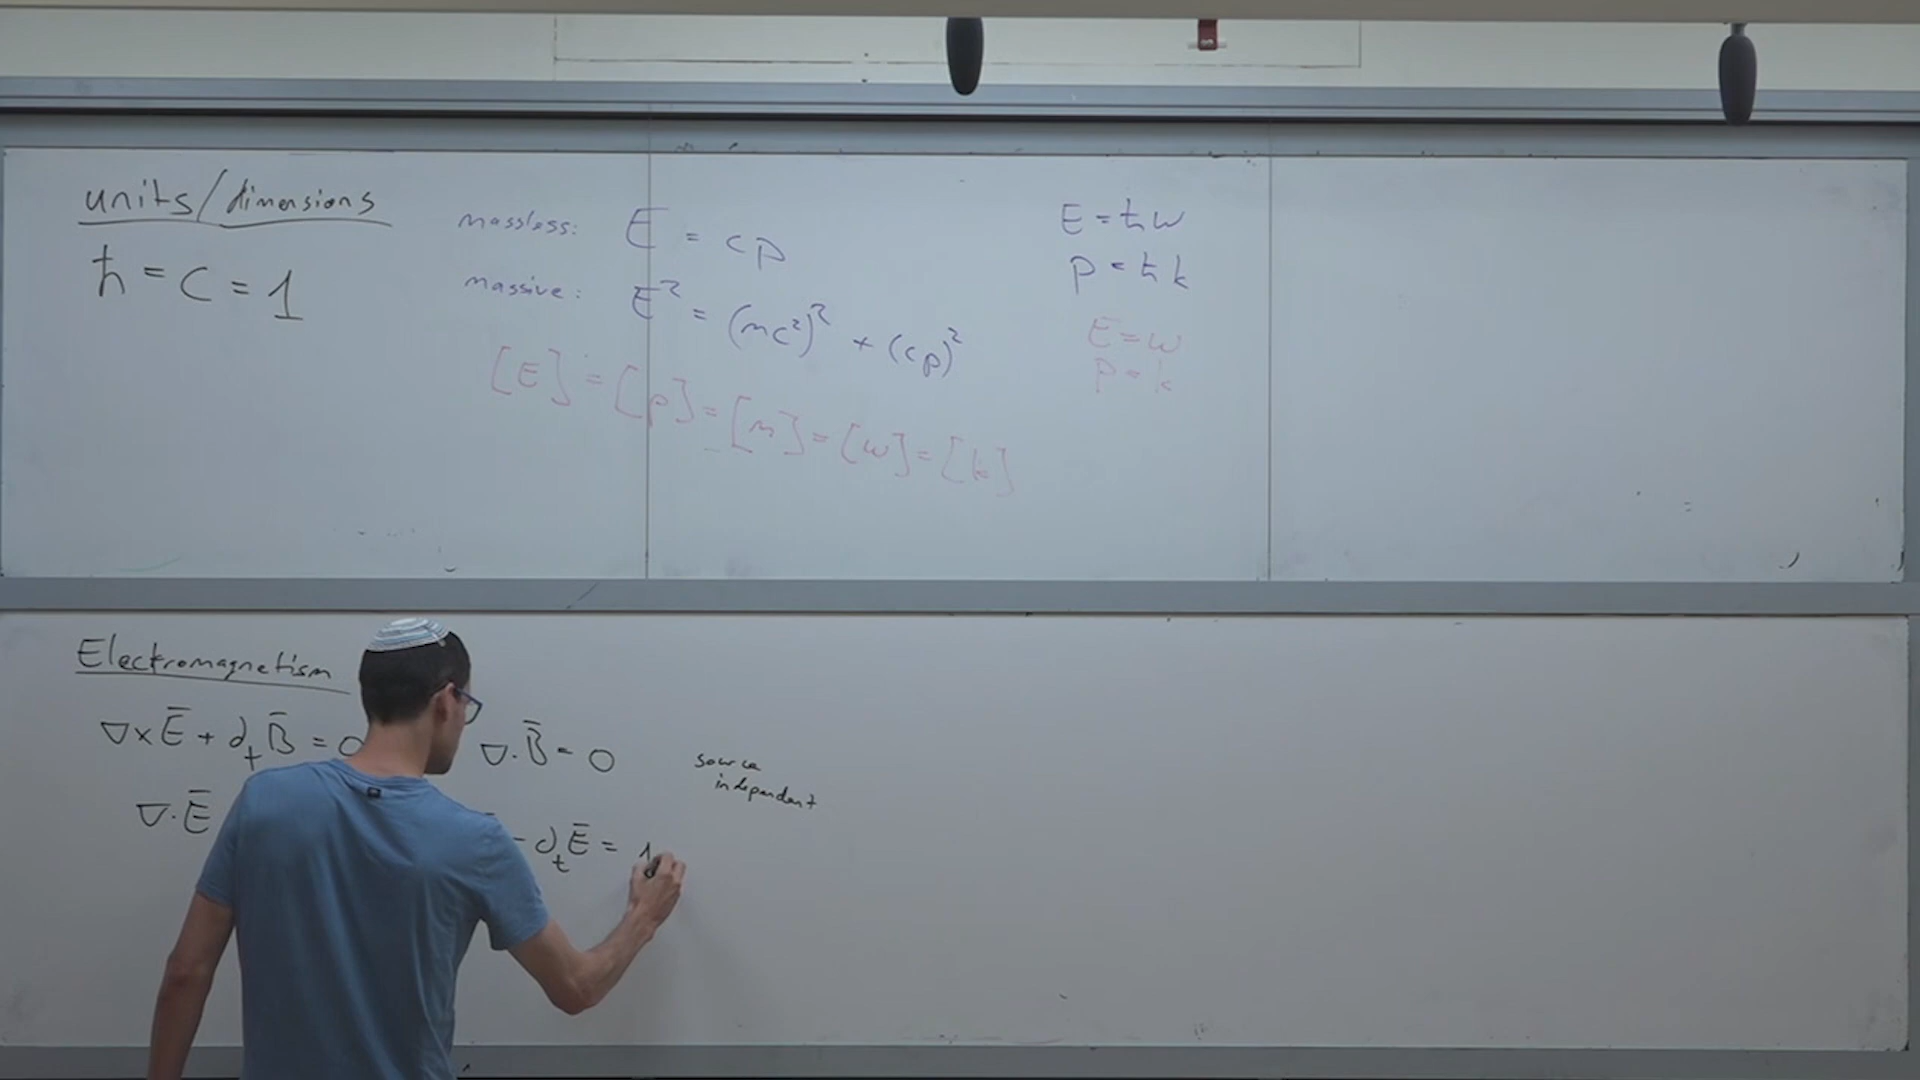 units/dimensions
ħ = c = 1
massless: E = cp
massive: E² = (mc²)² + (cp)²
[E] = [p] = [m] = [ω] = [k]
E = ħω
p = ħk
E = ω
p = k
Electromagnetism
∇×E̅ + ∂ₜB̅ = 0
∇·B̅ = 0
source
independent
∇·E̅
- ∂ₜE̅ =